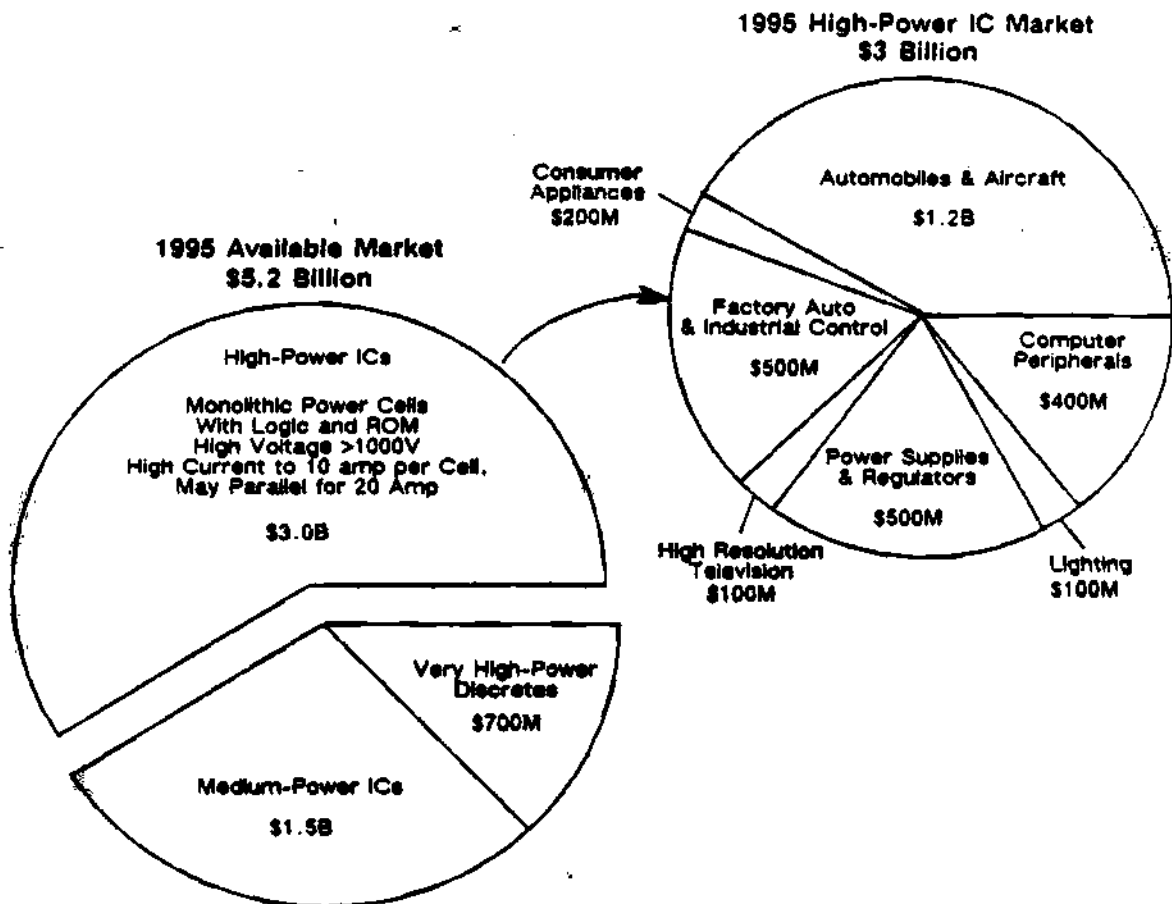 1995 High-Power IC Market
$3 Billion
Consumer
Appliances
$200M
Automobiles & Aircraft
$1.2B
1995 Available Market
$5.2 Billion
Factory Auto
& Industrial Control
$500M
Computer
Peripherals
$400M
High-Power ICs
Monolithic Power Cells
With Logic and ROM
High Voltage >1000V
High Current to 10 amp per Cell,
May Parallel for 20 Amp
$3.0B
Power Supplies
& Regulators
$500M
High Resolution
Television
$100M
Lighting
$100M
Very High-Power
Discretes
$700M
Medium-Power ICs
$1.5B